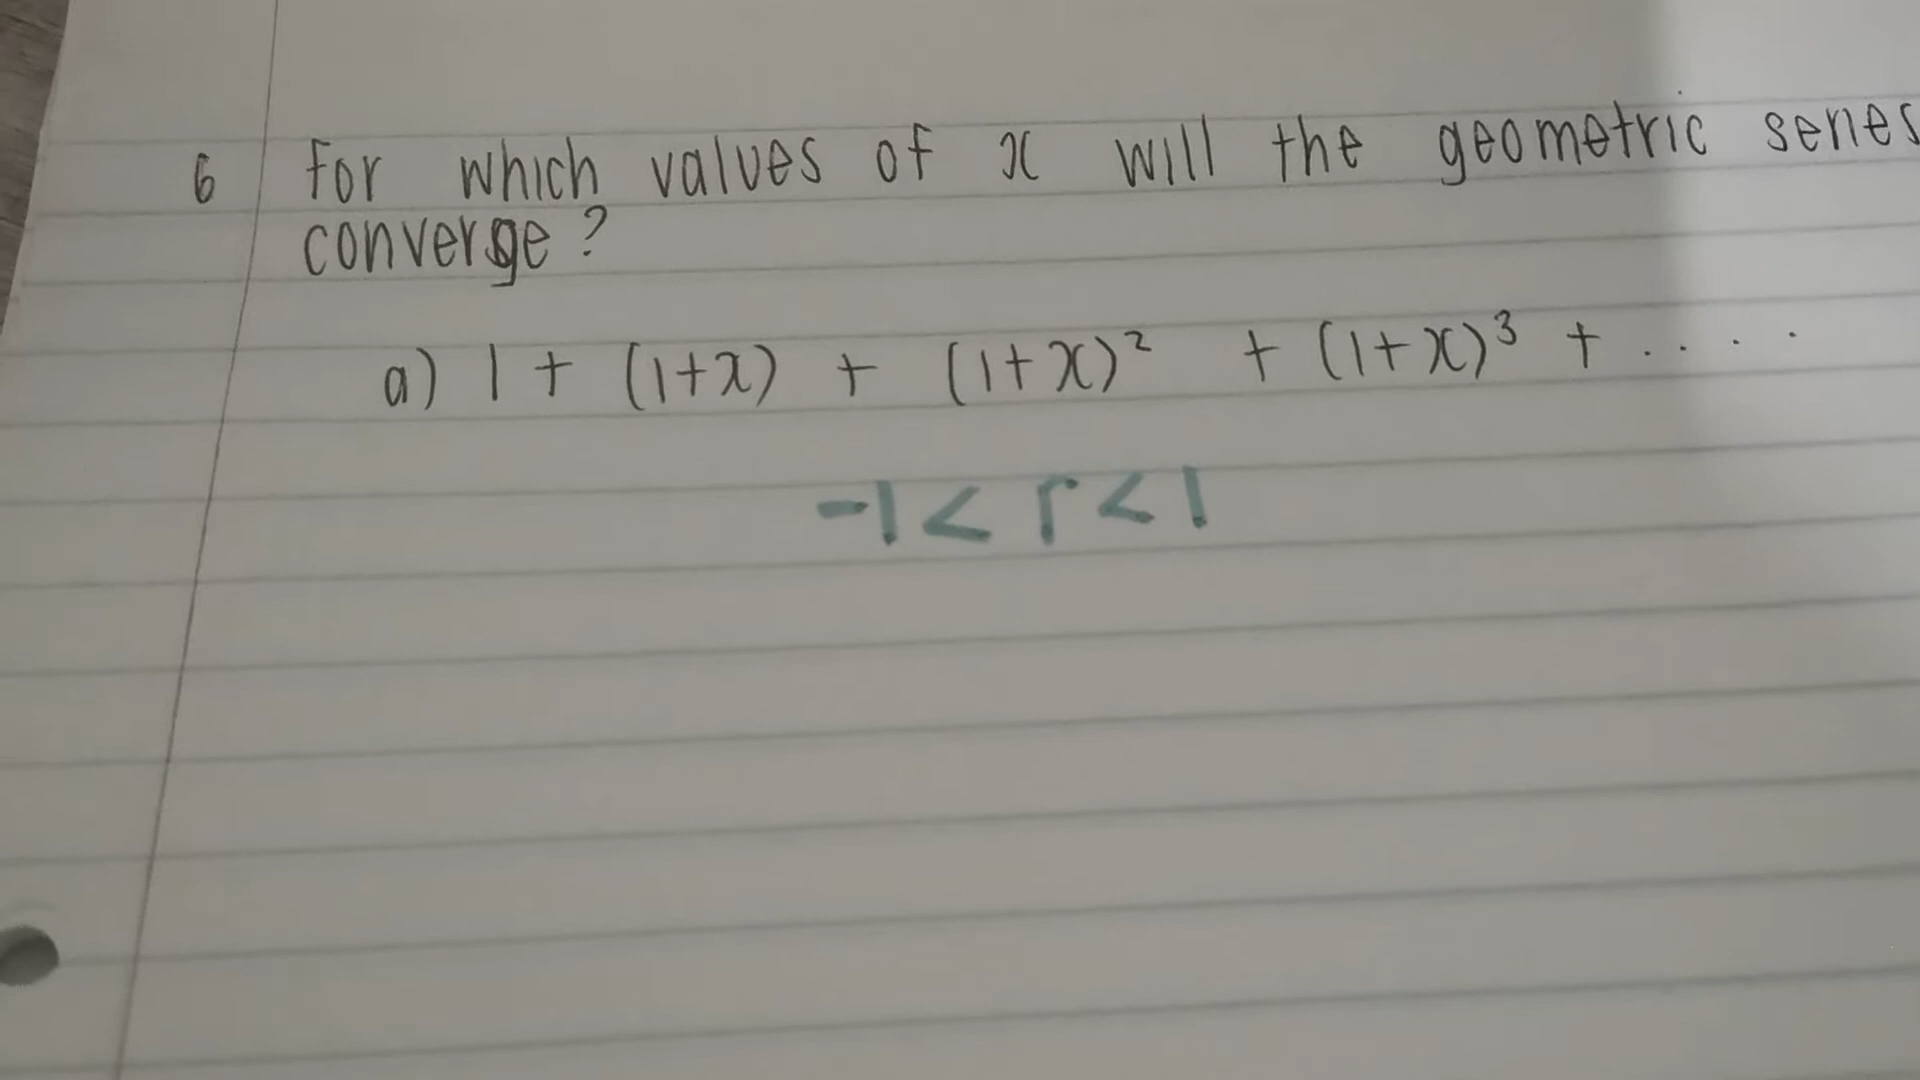 6 for which values of x will the geometric series
converge?
a) 1 + (1+x) + (1+x)² + (1+x)³ + ....
-1 < r < 1